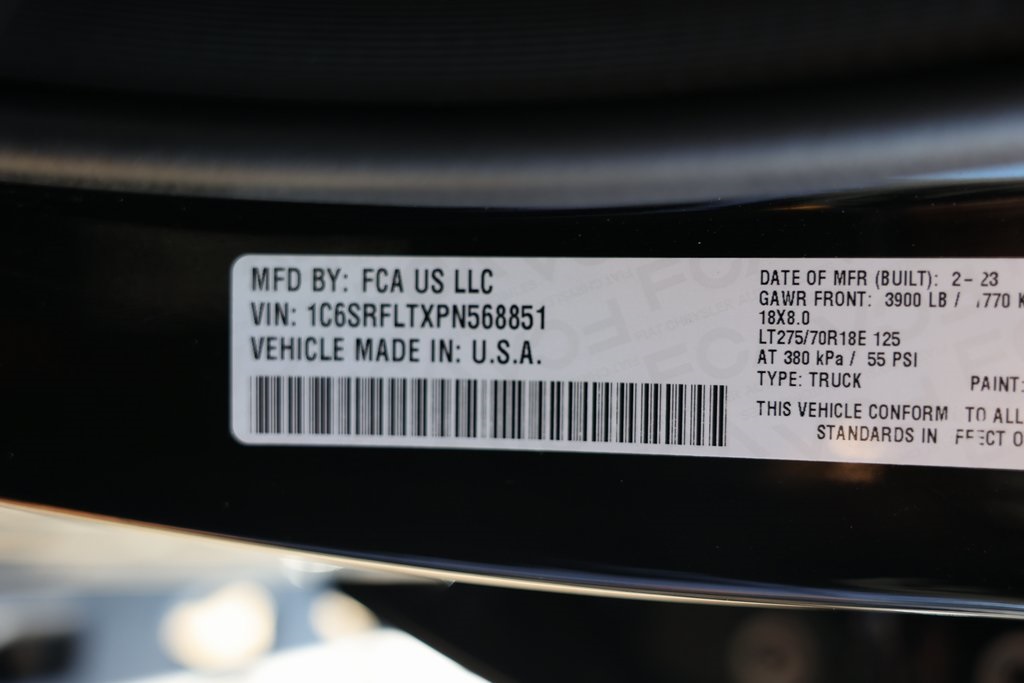 MFD BY: FCA US LLC
VIN: 1C6SRFLTXPN568851
VEHICLE MADE IN: U.S.A.
DATE OF MFR (BUILT): 2-23
GAWR FRONT: 3900 LB /
18X8.0
LT275/70R18E 125
AT 380 kPa / 55 PSI
TYPE: TRUCK PAINT:
THIS VEHICLE CONFORM TO ALL
STANDARDS IN EFFECT